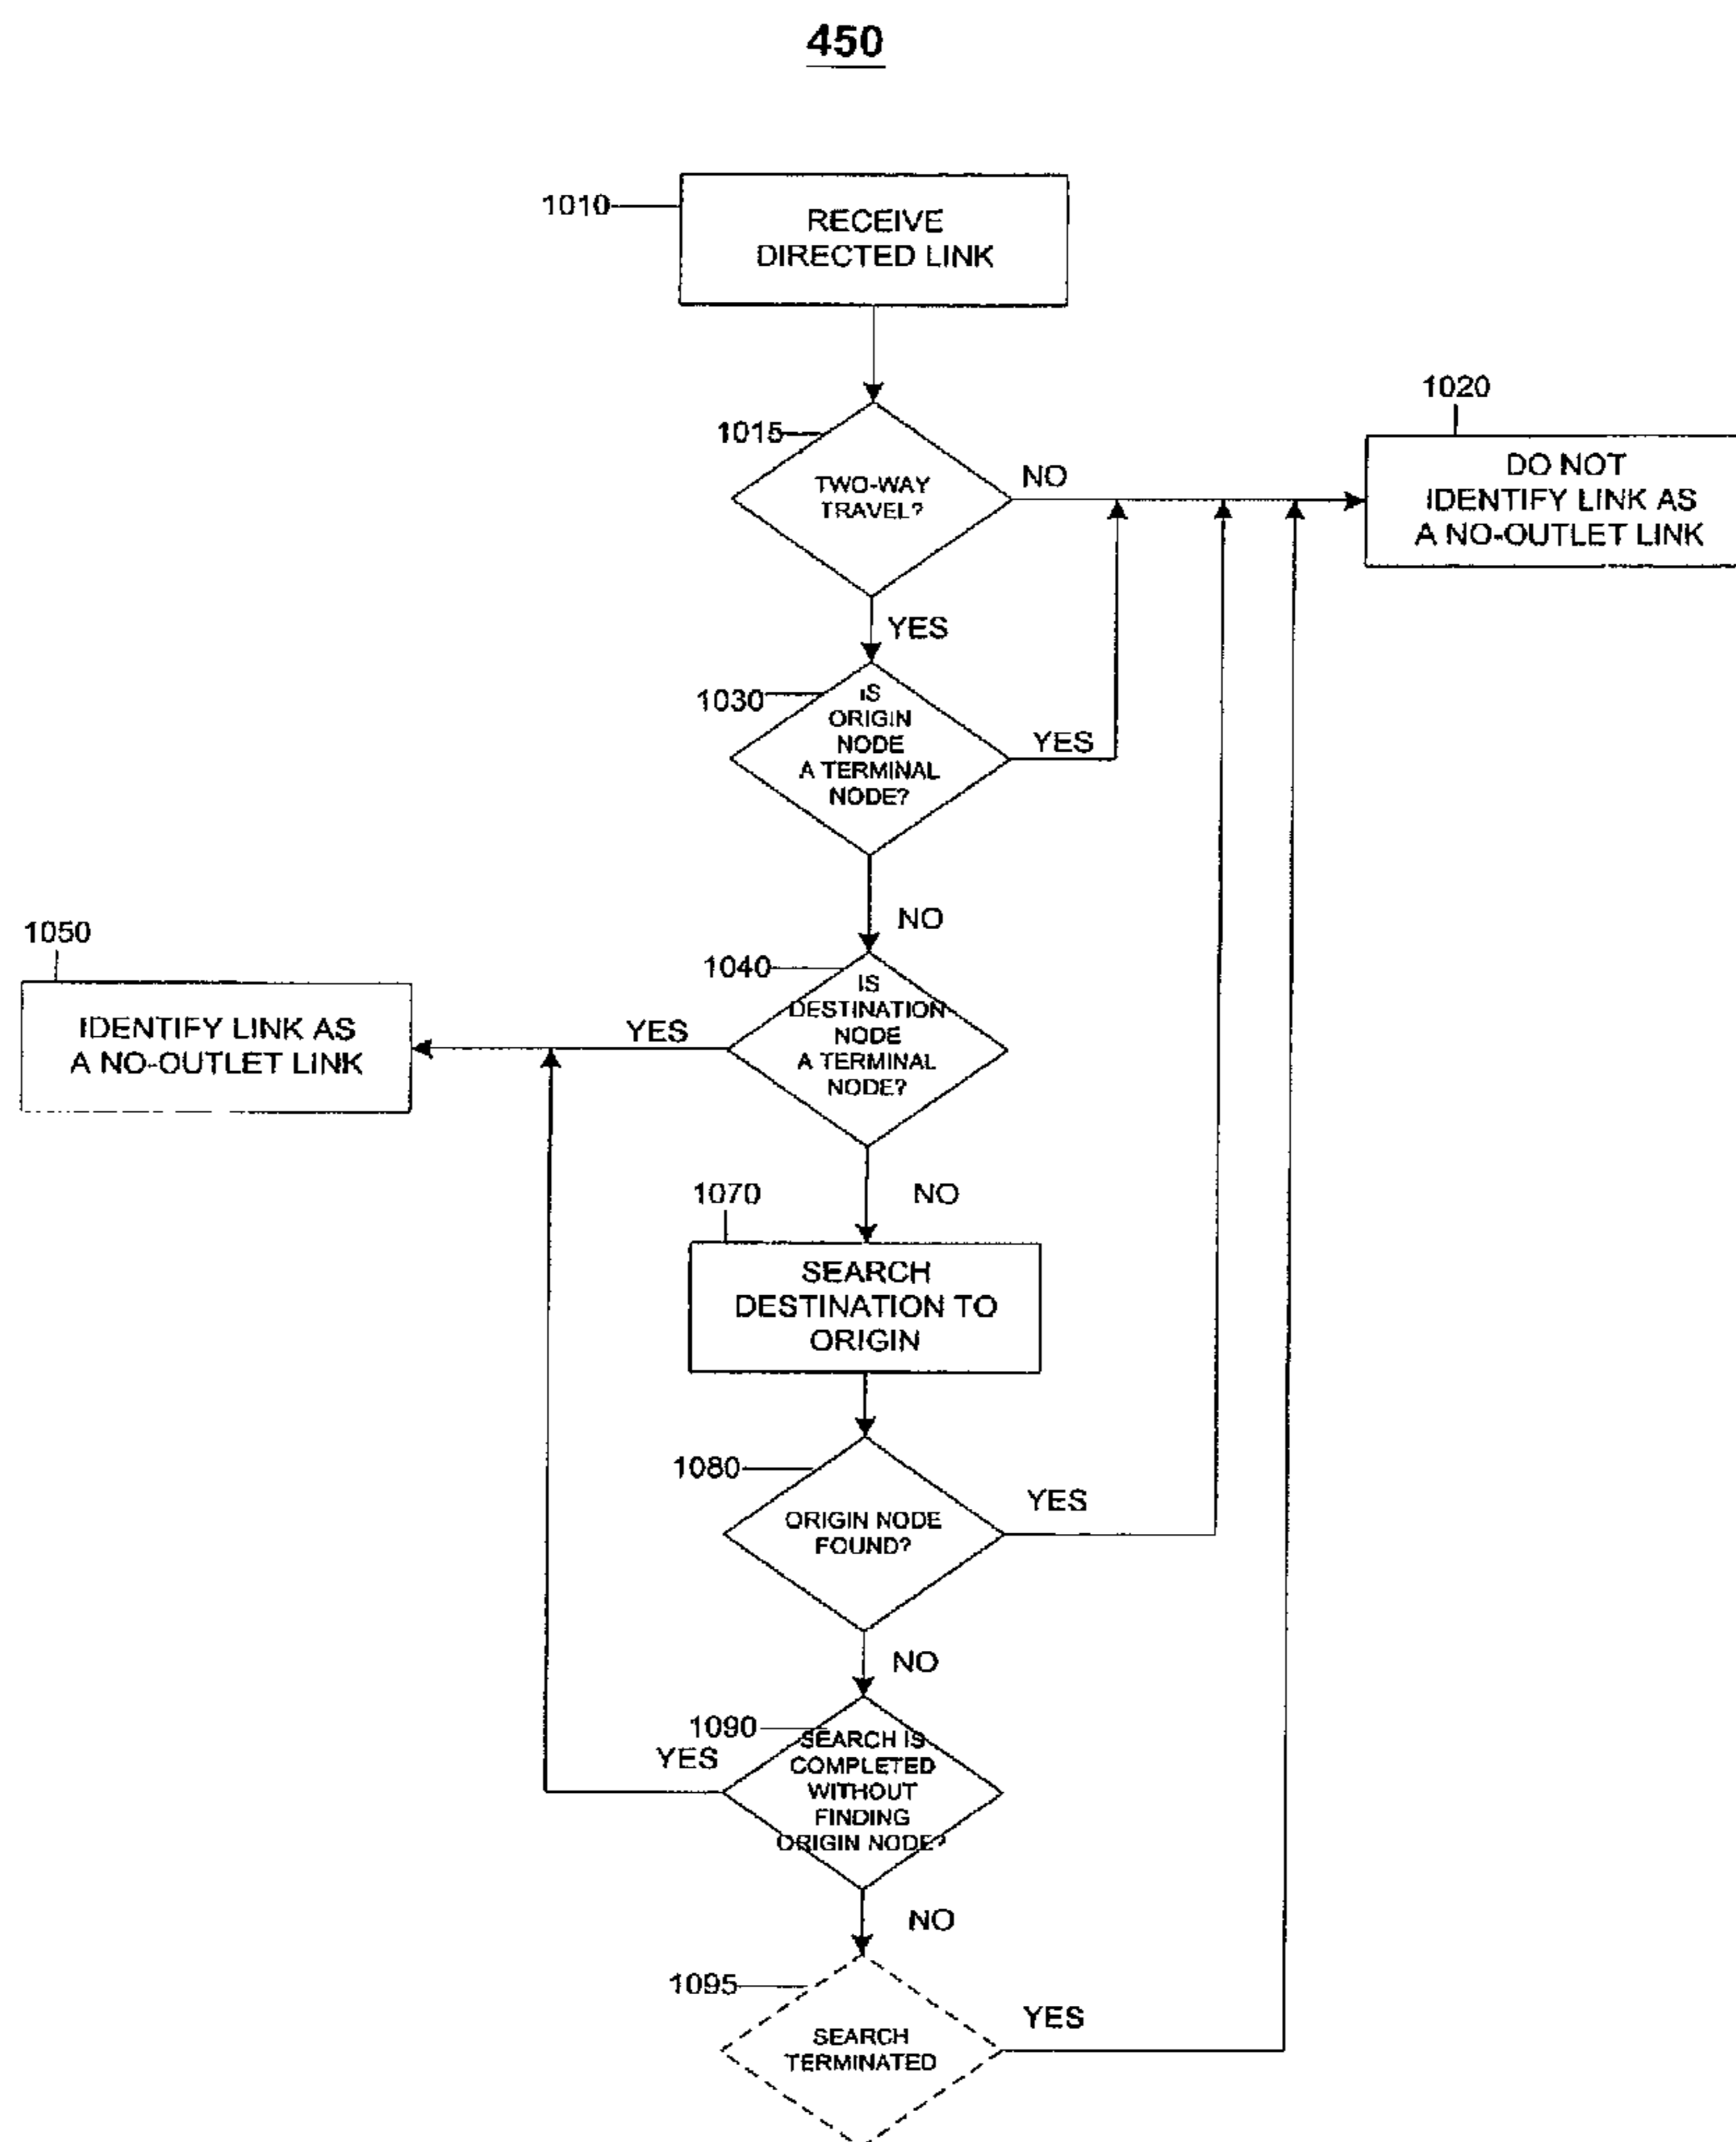 450
1010
RECEIVE
DIRECTED LINK
1015
TWO-WAY
TRAVEL?
NO
1020
DO NOT
IDENTIFY LINK AS
A NO-OUTLET LINK
YES
1030
IS
ORIGIN
NODE
A TERMINAL
NODE?
YES
NO
1040
IS
DESTINATION
NODE
A TERMINAL
NODE?
YES
1050
IDENTIFY LINK AS
A NO-OUTLET LINK
NO
1070
SEARCH
DESTINATION TO
ORIGIN
1080
ORIGIN NODE
FOUND?
YES
NO
1090
SEARCH IS
COMPLETED
WITHOUT
FINDING
ORIGIN NODE?
YES
NO
1095
SEARCH
TERMINATED
YES